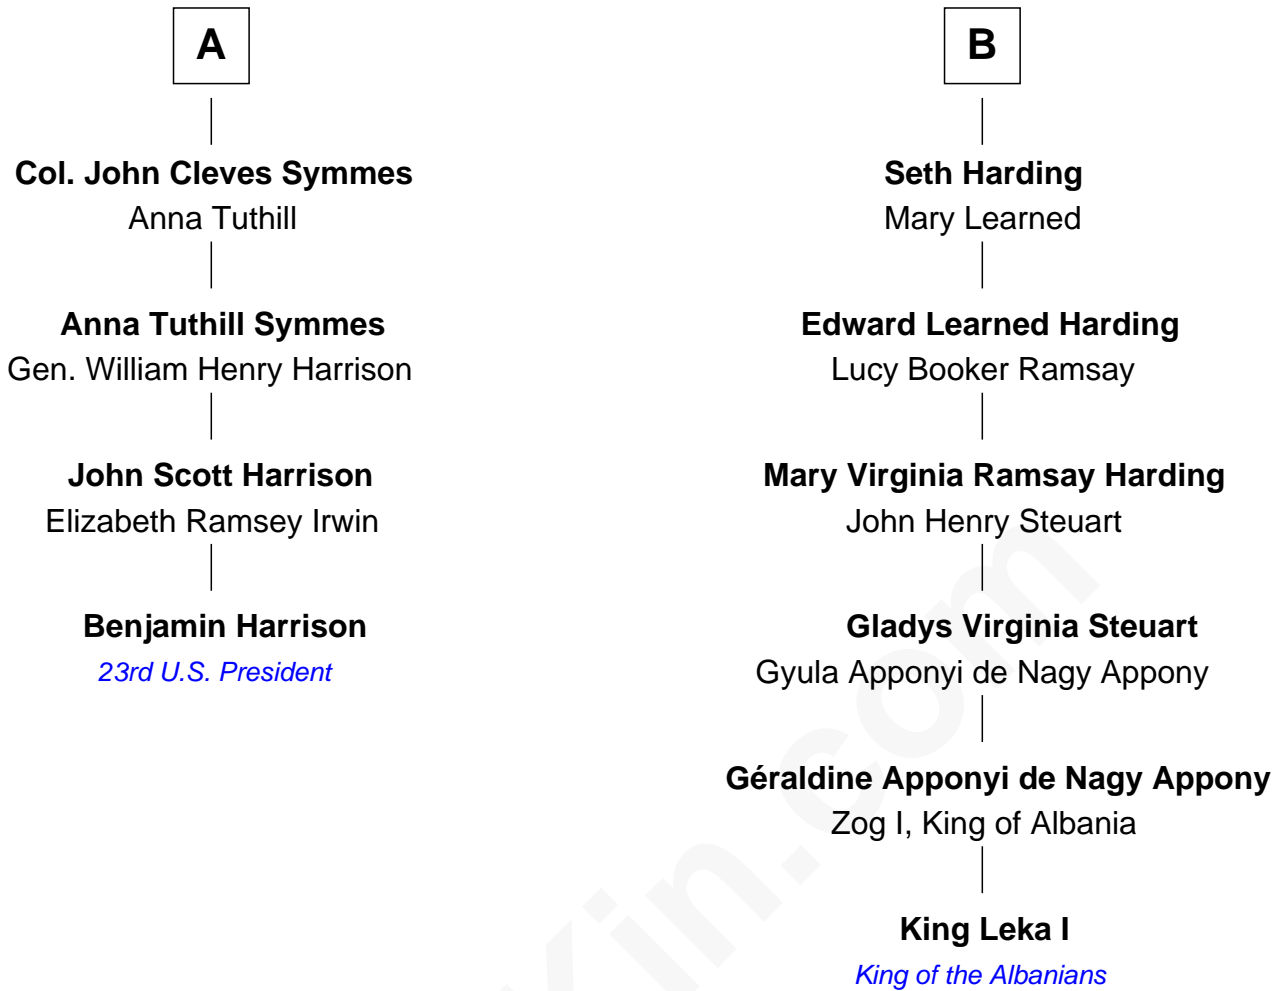 A
Col. John Cleves Symmes
Anna Tuthill
Anna Tuthill Symmes
Gen. William Henry Harrison
John Scott Harrison
Elizabeth Ramsey Irwin
Benjamin Harrison
23rd U.S. President
B
Seth Harding
Mary Learned
Edward Learned Harding
Lucy Booker Ramsay
Mary Virginia Ramsay Harding
John Henry Steuart
Gladys Virginia Steuart
Gyula Apponyi de Nagy Appony
Géraldine Apponyi de Nagy Appony
Zog I, King of Albania
King Leka I
King of the Albanians
Kin.com